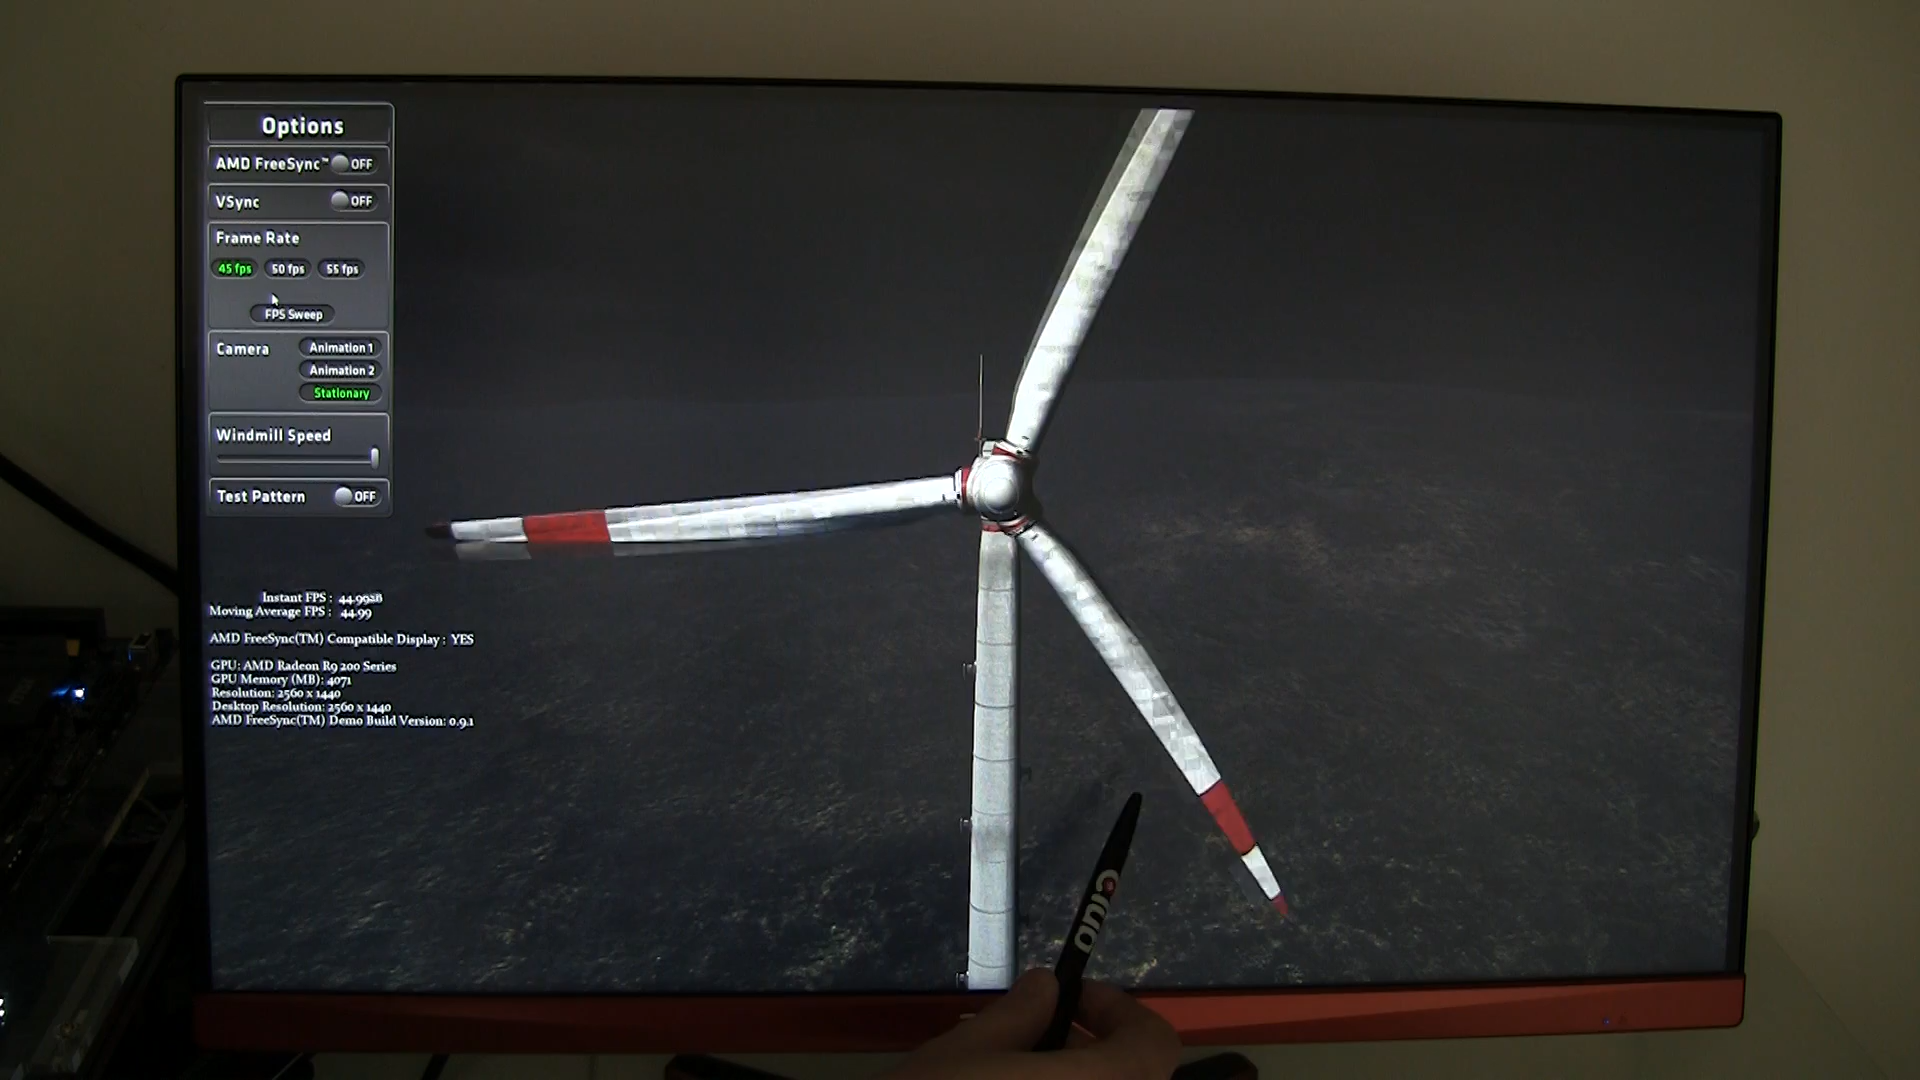 Options
AMD FreeSync™ OFF
VSync OFF
Frame Rate
45 fps 50 fps 55 fps
FPS Sweep
Camera Animation 1
Animation 2
Stationary
Windmill Speed
Test Pattern OFF
Moving Average FPS : 44.99
Instant FPS :
AMD FreeSync(TM) Compatible Display : YES
GPU: AMD Radeon R9 200 Series
GPU Memory (MB): 4071
Resolution: 2560 x 1440
Desktop Resolution: 2560 x 1440
AMD FreeSync(TM) Demo Build Version: 0.9.1